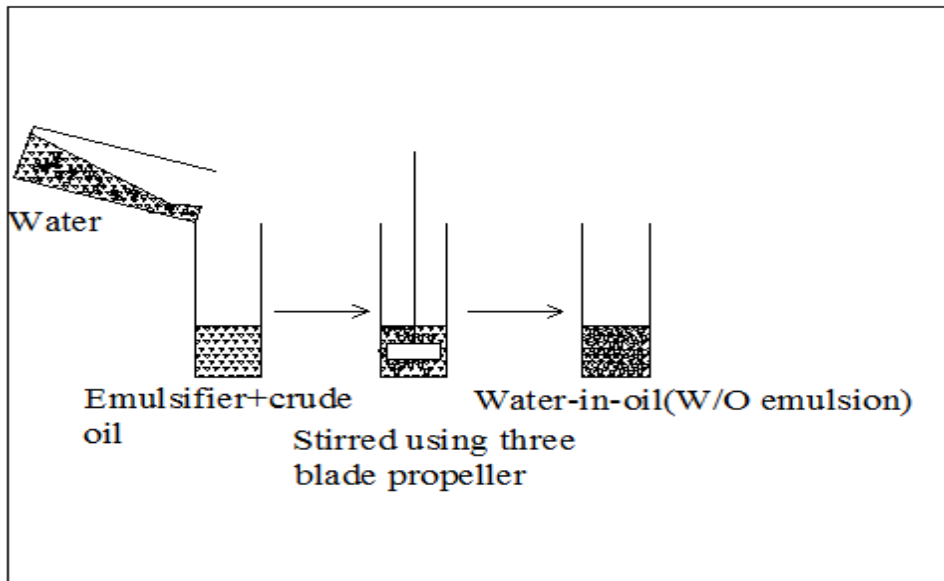 Water
Emulsifier+crude
oil
Stirred using three
blade propeller
Water-in-oil(W/O emulsion)